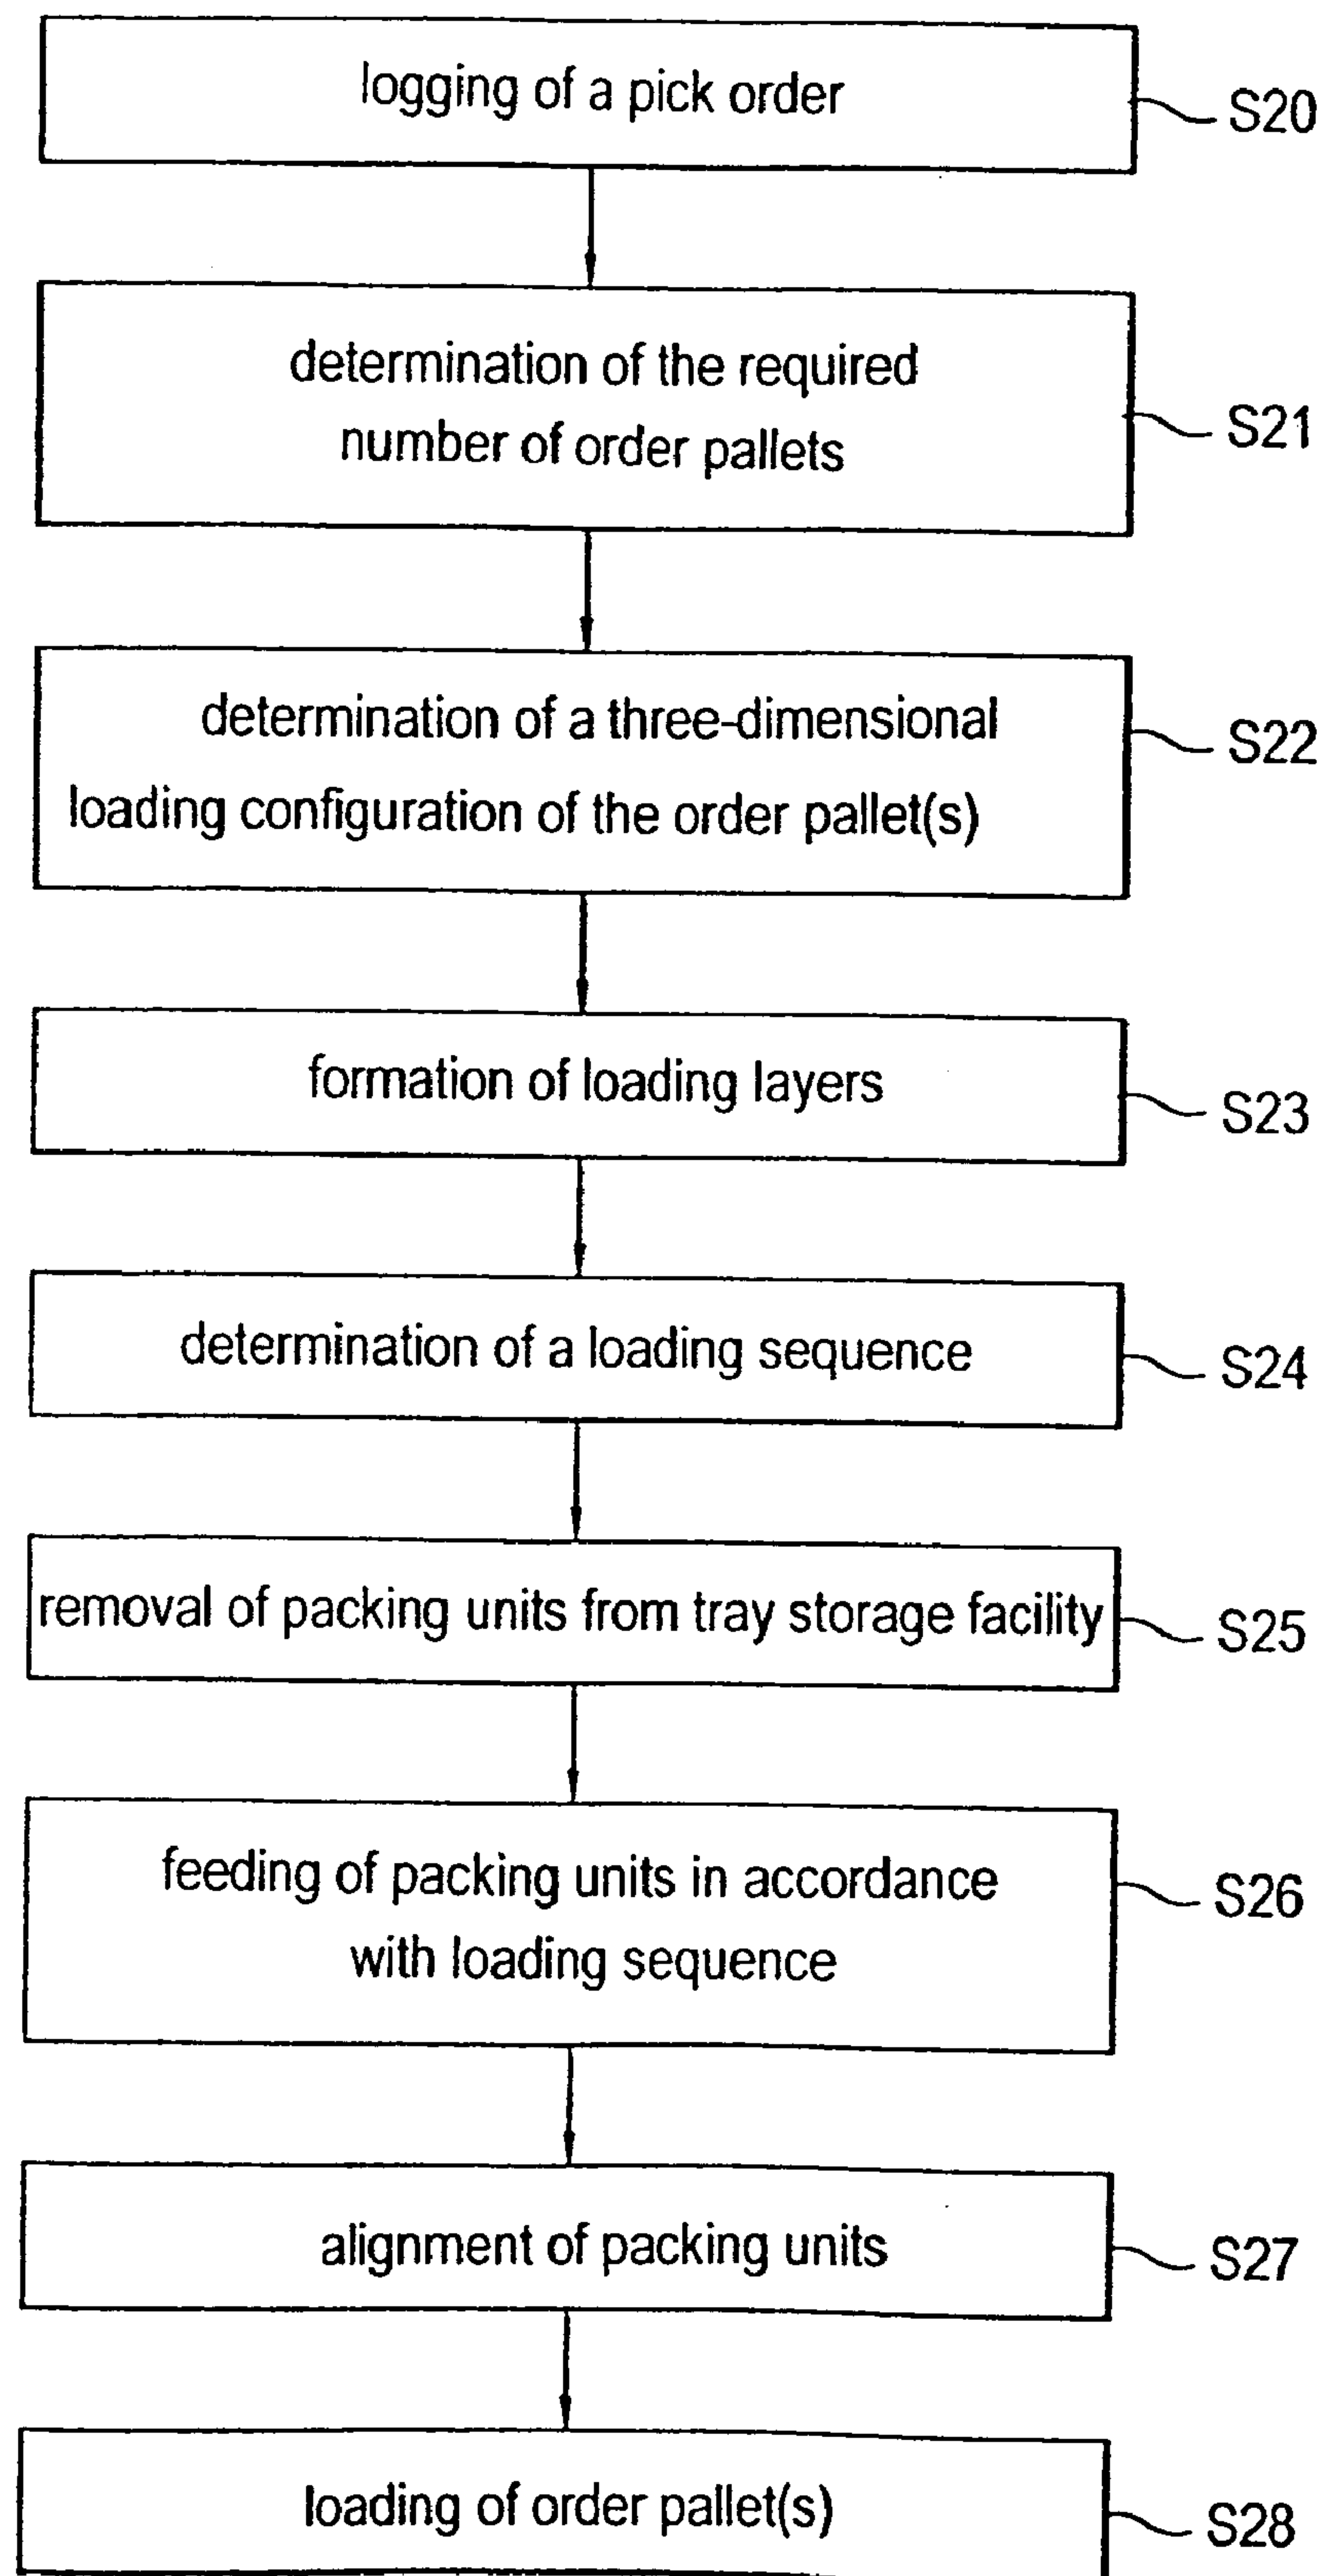 logging of a pick order
S20
determination of the required
number of order pallets
S21
determination of a three-dimensional
loading configuration of the order pallet(s)
S22
formation of loading layers
S23
determination of a loading sequence
S24
removal of packing units from tray storage facility
S25
feeding of packing units in accordance
with loading sequence
S26
alignment of packing units
S27
loading of order pallet(s)
S28